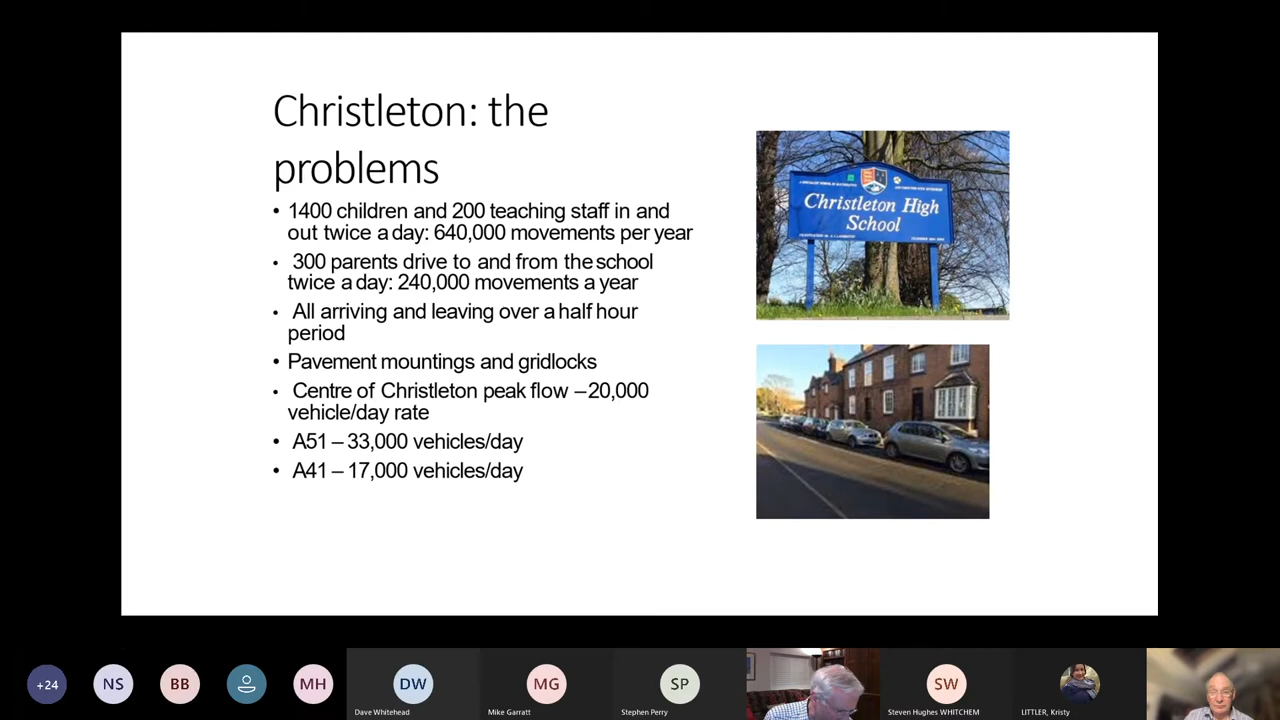 Christleton: the
problems
• 1400 children and 200 teaching staff in and
out twice a day: 640,000 movements per year
• 300 parents drive to and from the school
twice a day: 240,000 movements a year
• All arriving and leaving over a half hour
period
• Pavement mountings and gridlocks
• Centre of Christleton peak flow – 20,000
vehicle/day rate
• A51 – 33,000 vehicles/day
• A41 – 17,000 vehicles/day
Christleton High
School
+24
NS
BB
MH
DW
MG
SP
SW
Dave Whitehead
Mike Garratt
Stephen Perry
Steven Hughes WHITCHEM
LITTLER, Kristy